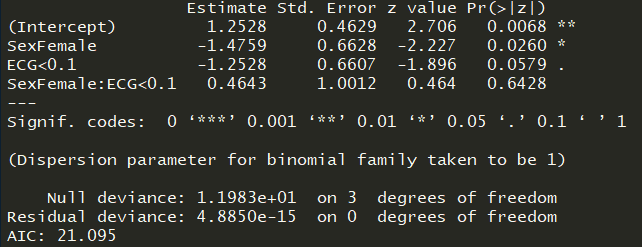 Estimate Std. Error z value Pr(>|z|)
(Intercept) 1.2528 0.4629 2.706 0.0068 **
SexFemale -1.4759 0.6628 -2.227 0.0260 *
ECG<0.1 -1.2528 0.6607 -1.896 0.0579 .
SexFemale:ECG<0.1 0.4643 1.0012 0.464 0.6428
---
Signif. codes: 0 ‘***’ 0.001 ‘**’ 0.01 ‘*’ 0.05 ‘.’ 0.1 ‘ ’ 1
(Dispersion parameter for binomial family taken to be 1)
Null deviance: 1.1983e+01 on 3 degrees of freedom
Residual deviance: 4.8850e-15 on 0 degrees of freedom
AIC: 21.095